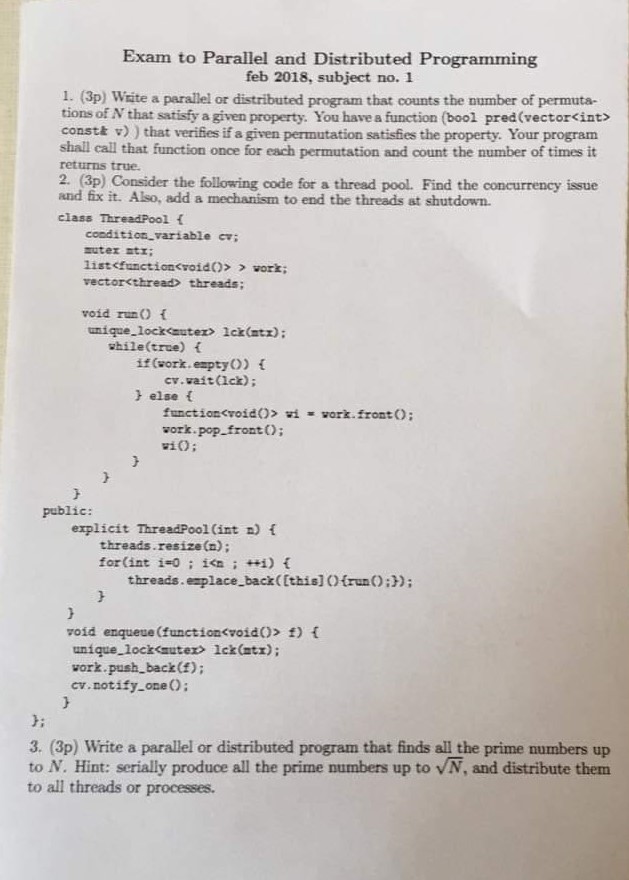 Exam to Parallel and Distributed Programming
feb 2018, subject no. 1
1. (3p) Write a parallel or distributed program that counts the number of permuta-
tions of N that satisfy a given property. You have a function (bool pred(vector<int>
const& v) ) that verifies if a given permutation satisfies the property. Your program
shall call that function once for each permutation and count the number of times it
returns true.
2. (3p) Consider the following code for a thread pool. Find the concurrency issue
and fix it. Also, add a mechanism to end the threads at shutdown.
class ThreadPool {
condition_variable cv;
mutex mtx;
list<function<void()> > work;
vector<thread> threads;
void run() {
unique_lock<mutex> lck(mtx);
while(true) {
if(work.empty()) {
cv.wait(lck);
} else {
function<void()> wi = work.front();
work.pop_front();
wi();
}
}
}
public:
explicit ThreadPool(int n) {
threads.resize(n);
for(int i=0 ; i<n ; ++i) {
threads.emplace_back([this](){run();});
}
}
void enqueue(function<void()> f) {
unique_lock<mutex> lck(mtx);
work.push_back(f);
cv.notify_one();
}
};
3. (3p) Write a parallel or distributed program that finds all the prime numbers up
to N. Hint: serially produce all the prime numbers up to √N, and distribute them
to all threads or processes.